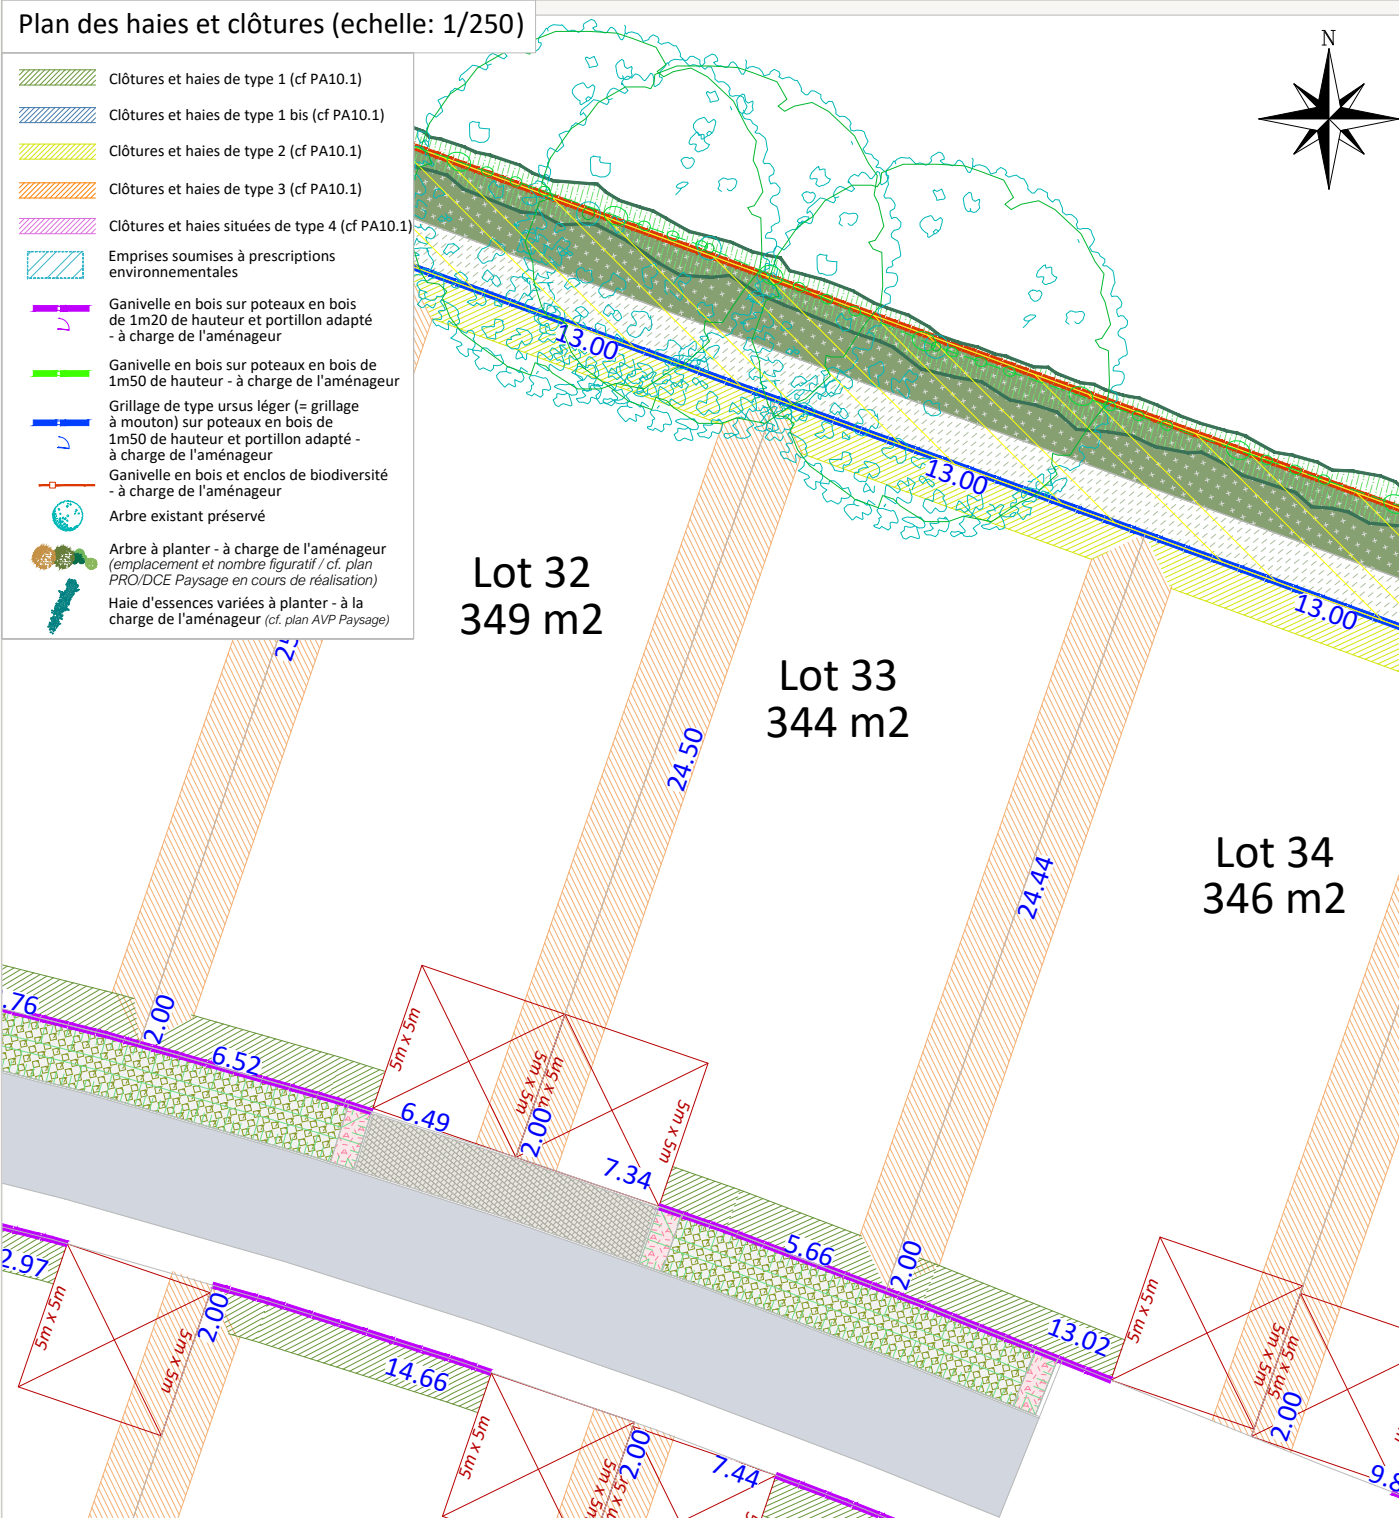 Plan des haies et clôtures (echelle: 1/250)
N
Clôtures et haies de type 1 (cf PA10.1)
Clôtures et haies de type 1 bis (cf PA10.1)
Clôtures et haies de type 2 (cf PA10.1)
Clôtures et haies de type 3 (cf PA10.1)
Clôtures et haies situées de type 4 (cf PA10.1)
Emprises soumises à prescriptions
environnementales
Ganivelle en bois sur poteaux en bois
de 1m20 de hauteur et portillon adapté
- à charge de l'aménageur
Ganivelle en bois sur poteaux en bois de
1m50 de hauteur - à charge de l'aménageur
Grillage de type ursus léger (= grillage
à mouton) sur poteaux en bois de
1m50 de hauteur et portillon adapté -
à charge de l'aménageur
Ganivelle en bois et enclos de biodiversité
- à charge de l'aménageur
Arbre existant préservé
Arbre à planter - à charge de l'aménageur
(emplacement et nombre figuratif / cf. plan
PRO/DCE Paysage en cours de réalisation)
Haie d'essences variées à planter - à la
charge de l'aménageur (cf. plan AVP Paysage)
13.00
13.00
13.00
Lot 32
349 m2
Lot 33
344 m2
Lot 34
346 m2
24.50
24.44
.76
2.00
6.52
5m x 5m
6.49
5m x 5m
5m x 5m
2.00
7.34
5m x 5m
5.66
2.00
13.02
5m x 5m
5m x 5m
5m x 5m
2.00
2.97
5m x 5m
5m x 5m
2.00
14.66
5m x 5m
2.00
7.44